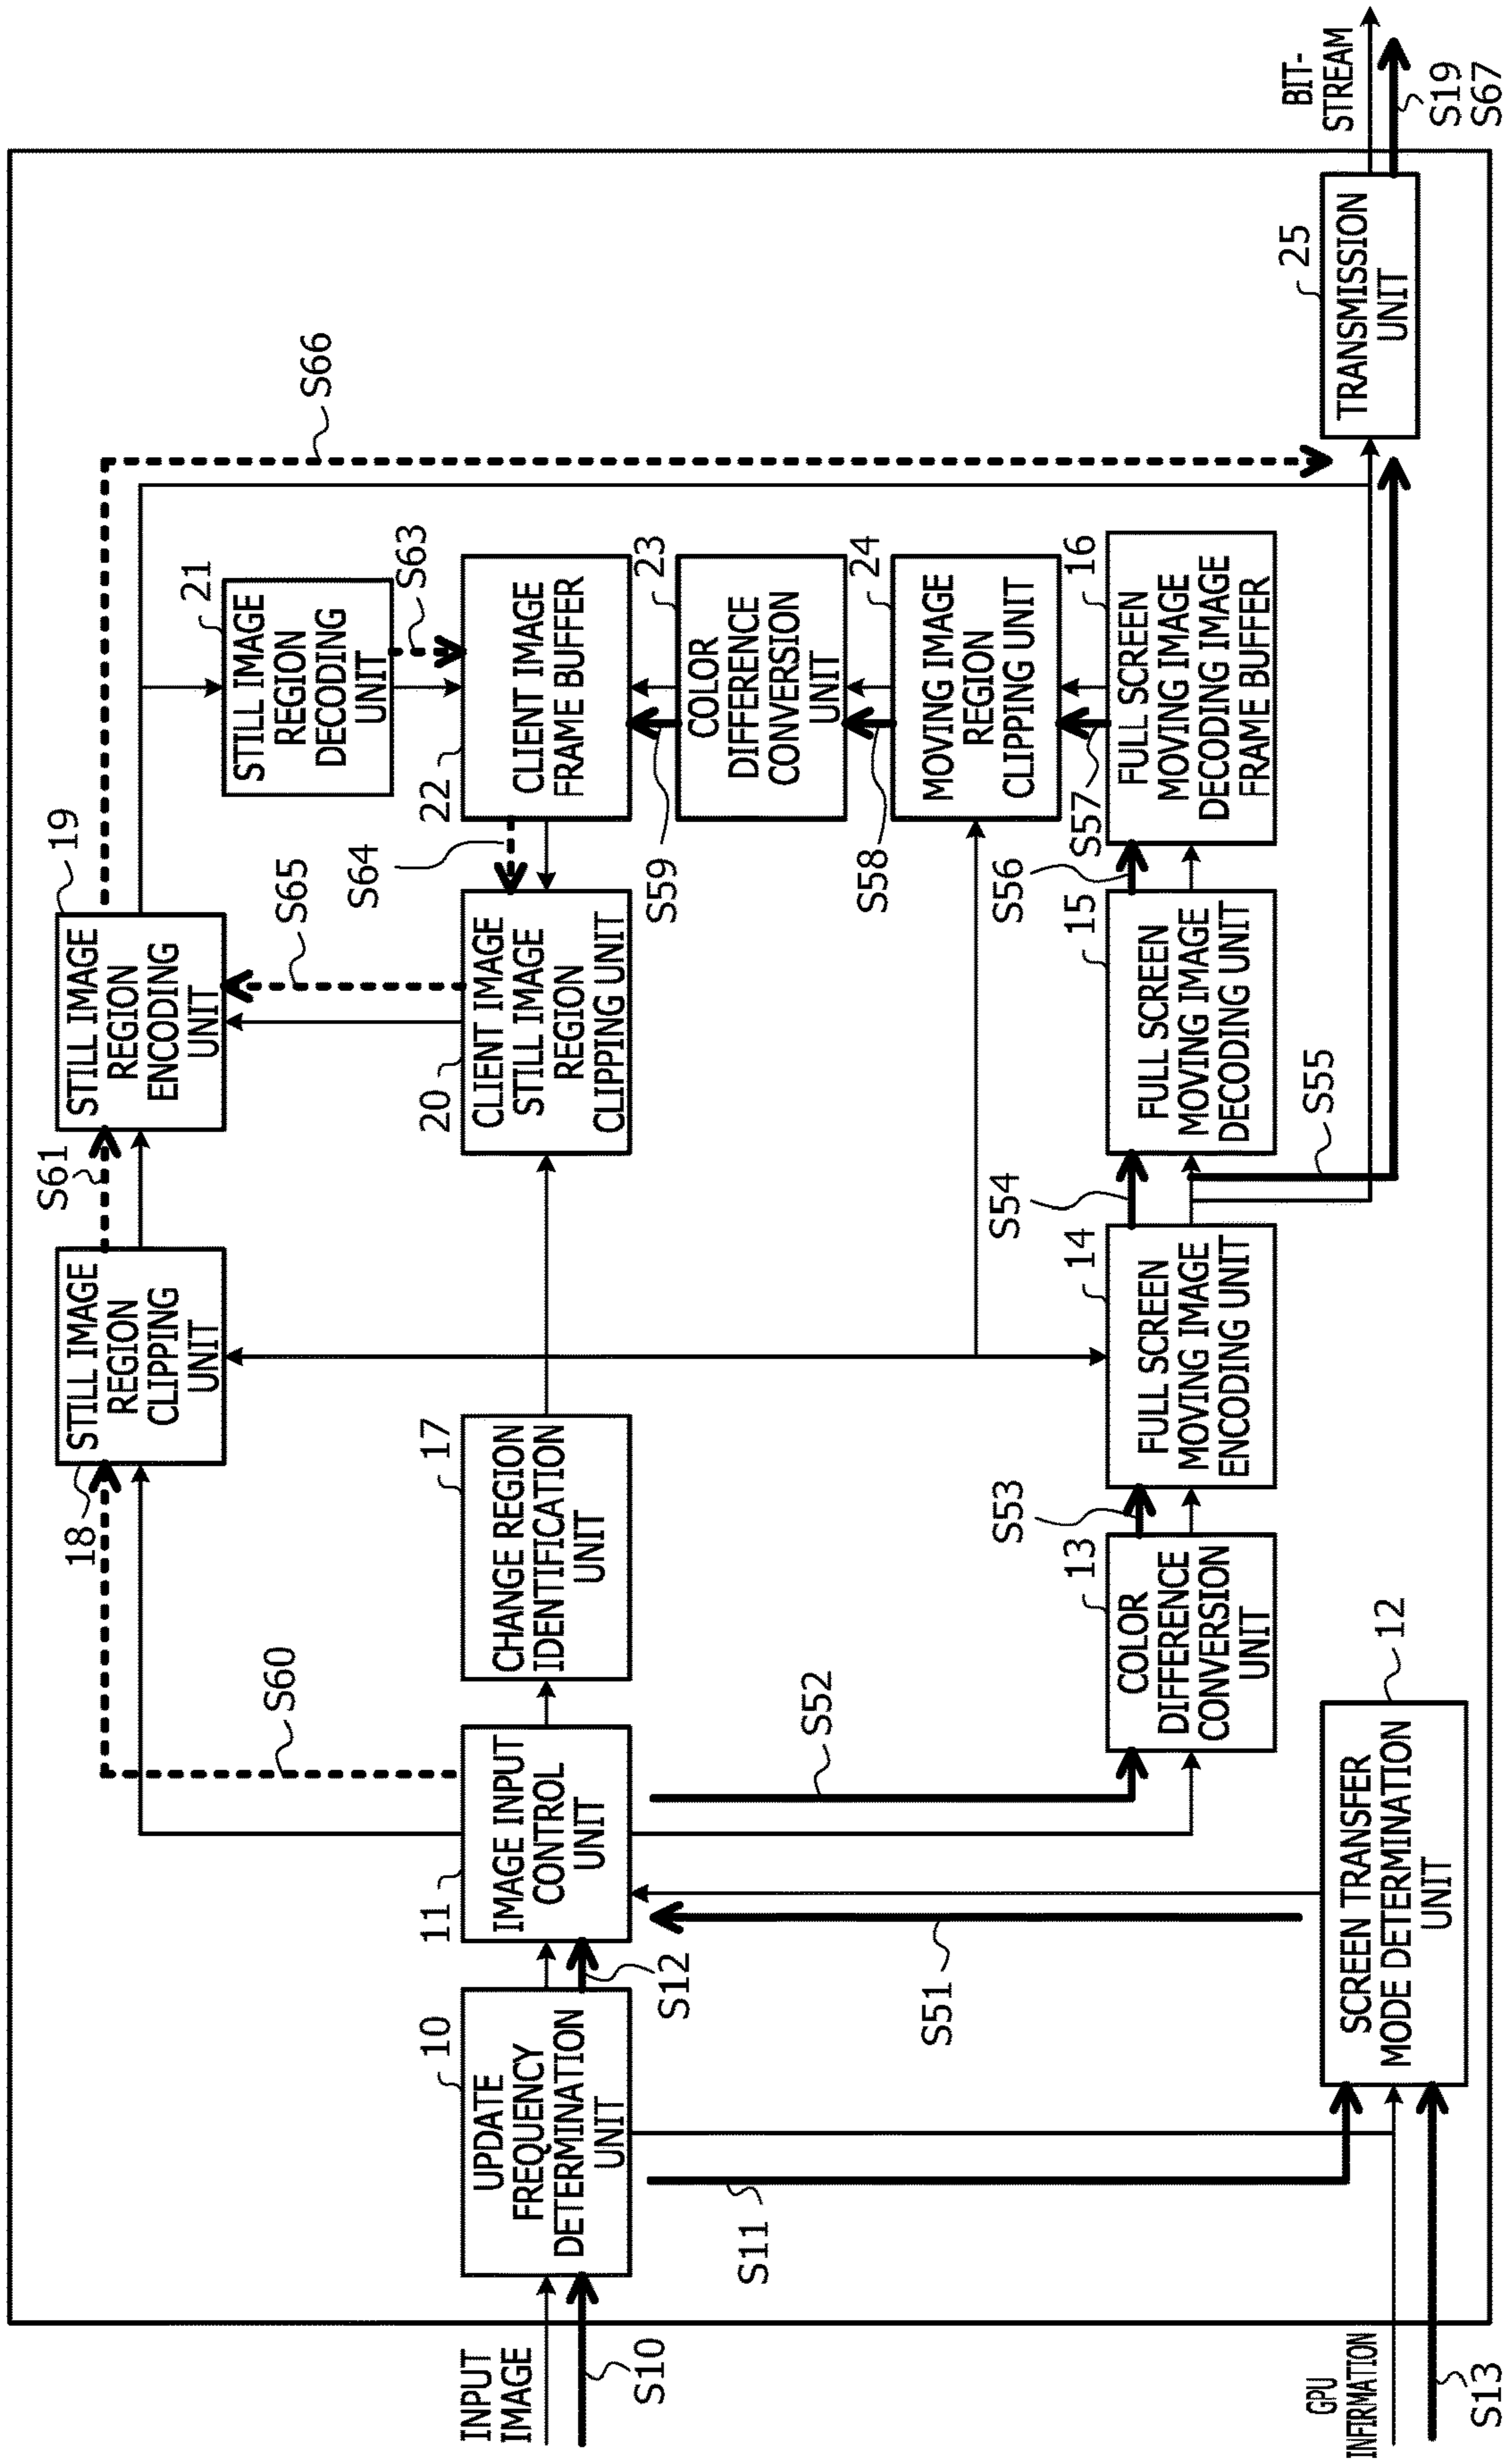 INPUT
IMAGE
S10
10
UPDATE
FREQUENCY
DETERMINATION
UNIT
S11
S12
11
IMAGE INPUT
CONTROL
UNIT
S60
S52
S51
GPU
INFIRMATION
S13
12
SCREEN TRANSFER
MODE DETERMINATION
UNIT
17
CHANGE REGION
IDENTIFICATION
UNIT
18
STILL IMAGE
REGION
CLIPPING
UNIT
S61
19
STILL IMAGE
REGION
ENCODING
UNIT
S65
S64
20
CLIENT IMAGE
STILL IMAGE
REGION
CLIPPING UNIT
21
STILL IMAGE
REGION
DECODING
UNIT
S63
S66
22
CLIENT IMAGE
FRAME BUFFER
S59
23
COLOR
DIFFERENCE
CONVERSION
UNIT
S58
24
MOVING IMAGE
REGION
CLIPPING UNIT
S57
13
COLOR
DIFFERENCE
CONVERSION
UNIT
S53
14
FULL SCREEN
MOVING IMAGE
ENCODING UNIT
S54
15
FULL SCREEN
MOVING IMAGE
DECODING UNIT
S55
S56
16
FULL SCREEN
MOVING IMAGE
DECODING IMAGE
FRAME BUFFER
25
TRANSMISSION
UNIT
BIT-
STREAM
S19
S67